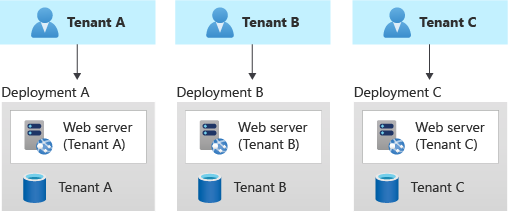 Tenant A
Tenant B
Tenant C
Deployment A
Deployment B
Deployment C
Web server
(Tenant A)
Web server
(Tenant B)
Web server
(Tenant C)
Tenant A
Tenant B
Tenant C